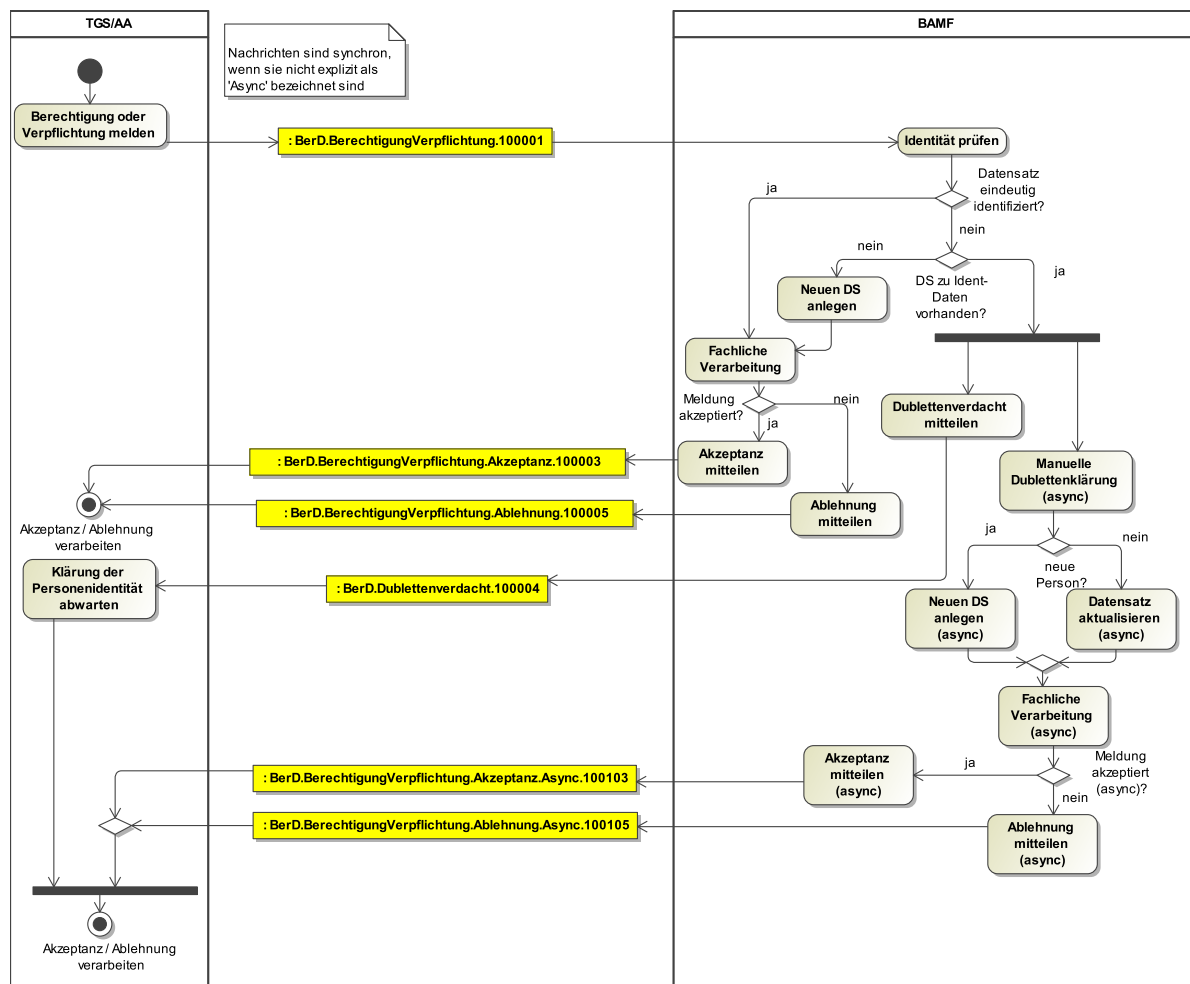 TGS/AA
BAMF
Nachrichten sind synchron,
wenn sie nicht explizit als
'Async' bezeichnet sind
Berechtigung oder
Verpflichtung melden
: BerD.BerechtigungVerpflichtung.100001
Identität prüfen
Datensatz
eindeutig
identifiziert?
ja
nein
nein
ja
DS zu Ident-
Daten
vorhanden?
Neuen DS
anlegen
Fachliche
Verarbeitung
Meldung
akzeptiert?
nein
ja
Dublettenverdacht
mitteilen
Akzeptanz
mitteilen
: BerD.BerechtigungVerpflichtung.Akzeptanz.100003
Manuelle
Dublettenklärung
(async)
Ablehnung
mitteilen
: BerD.BerechtigungVerpflichtung.Ablehnung.100005
Akzeptanz / Ablehnung
verarbeiten
ja
nein
neue
Person?
Klärung der
Personenidentität
abwarten
: BerD.Dublettenverdacht.100004
Neuen DS
anlegen
(async)
Datensatz
aktualisieren
(async)
Fachliche
Verarbeitung
(async)
Meldung
akzeptiert
(async)?
ja
nein
Akzeptanz
mitteilen
(async)
: BerD.BerechtigungVerpflichtung.Akzeptanz.Async.100103
: BerD.BerechtigungVerpflichtung.Ablehnung.Async.100105
Ablehnung
mitteilen
(async)
Akzeptanz / Ablehnung
verarbeiten